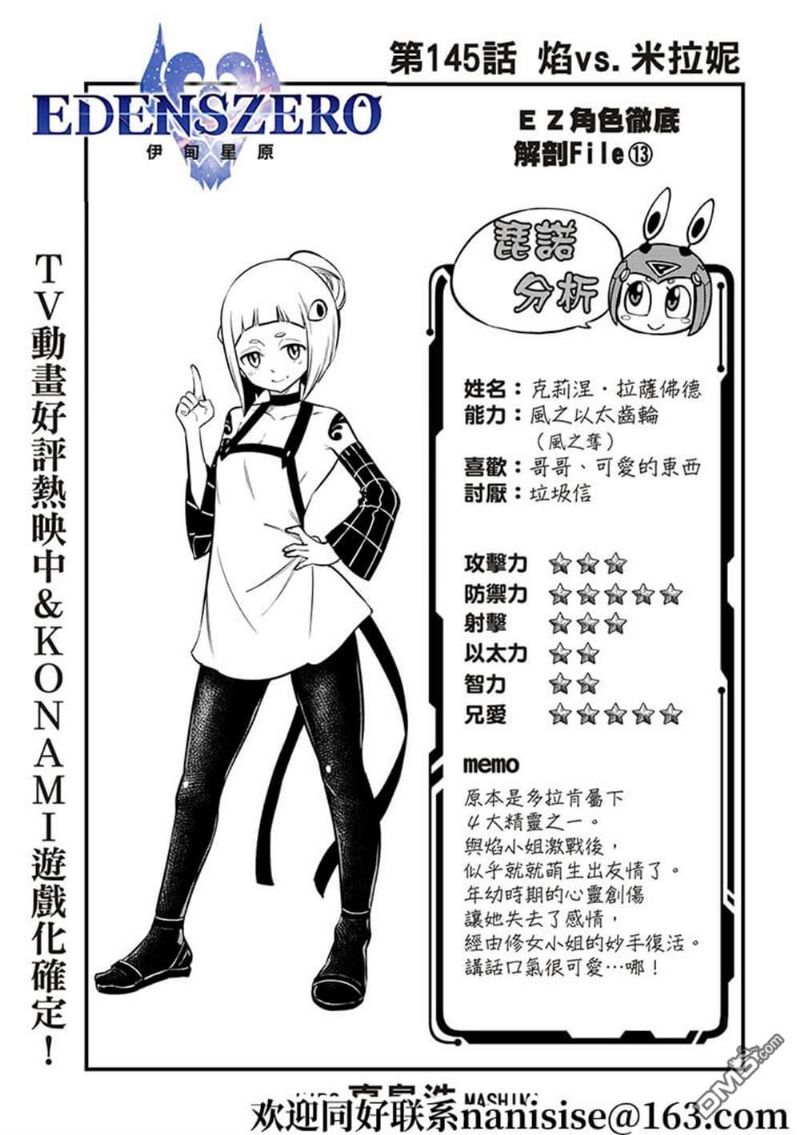 第145話 焰vs.米拉妮
EDENSZERO
伊甸星原
EZ角色徹底
解剖File⑬
琵諾
分析
姓名：克莉涅・拉薩佛德
能力：風之以太齒輪
（風之奪）
喜歡：哥哥、可愛的東西
討厭：垃圾信
攻擊力 ☆☆☆
防禦力 ☆☆☆☆☆
射擊 ☆☆☆
以太力 ☆☆
智力 ☆☆
兄愛 ☆☆☆☆☆
memo
原本是多拉肯屬下
4大精靈之一。
與焰小姐激戰後，
似乎就就萌生出友情了。
年幼時期的心靈創傷
讓她失去了感情，
經由修女小姐的妙手復活。
講話口氣很可愛…哪！
TV動畫好評熱映中&KONAMI遊戲化確定！
真島浩 MASHIMA
欢迎同好联系nanisise@163.com
DM5.com